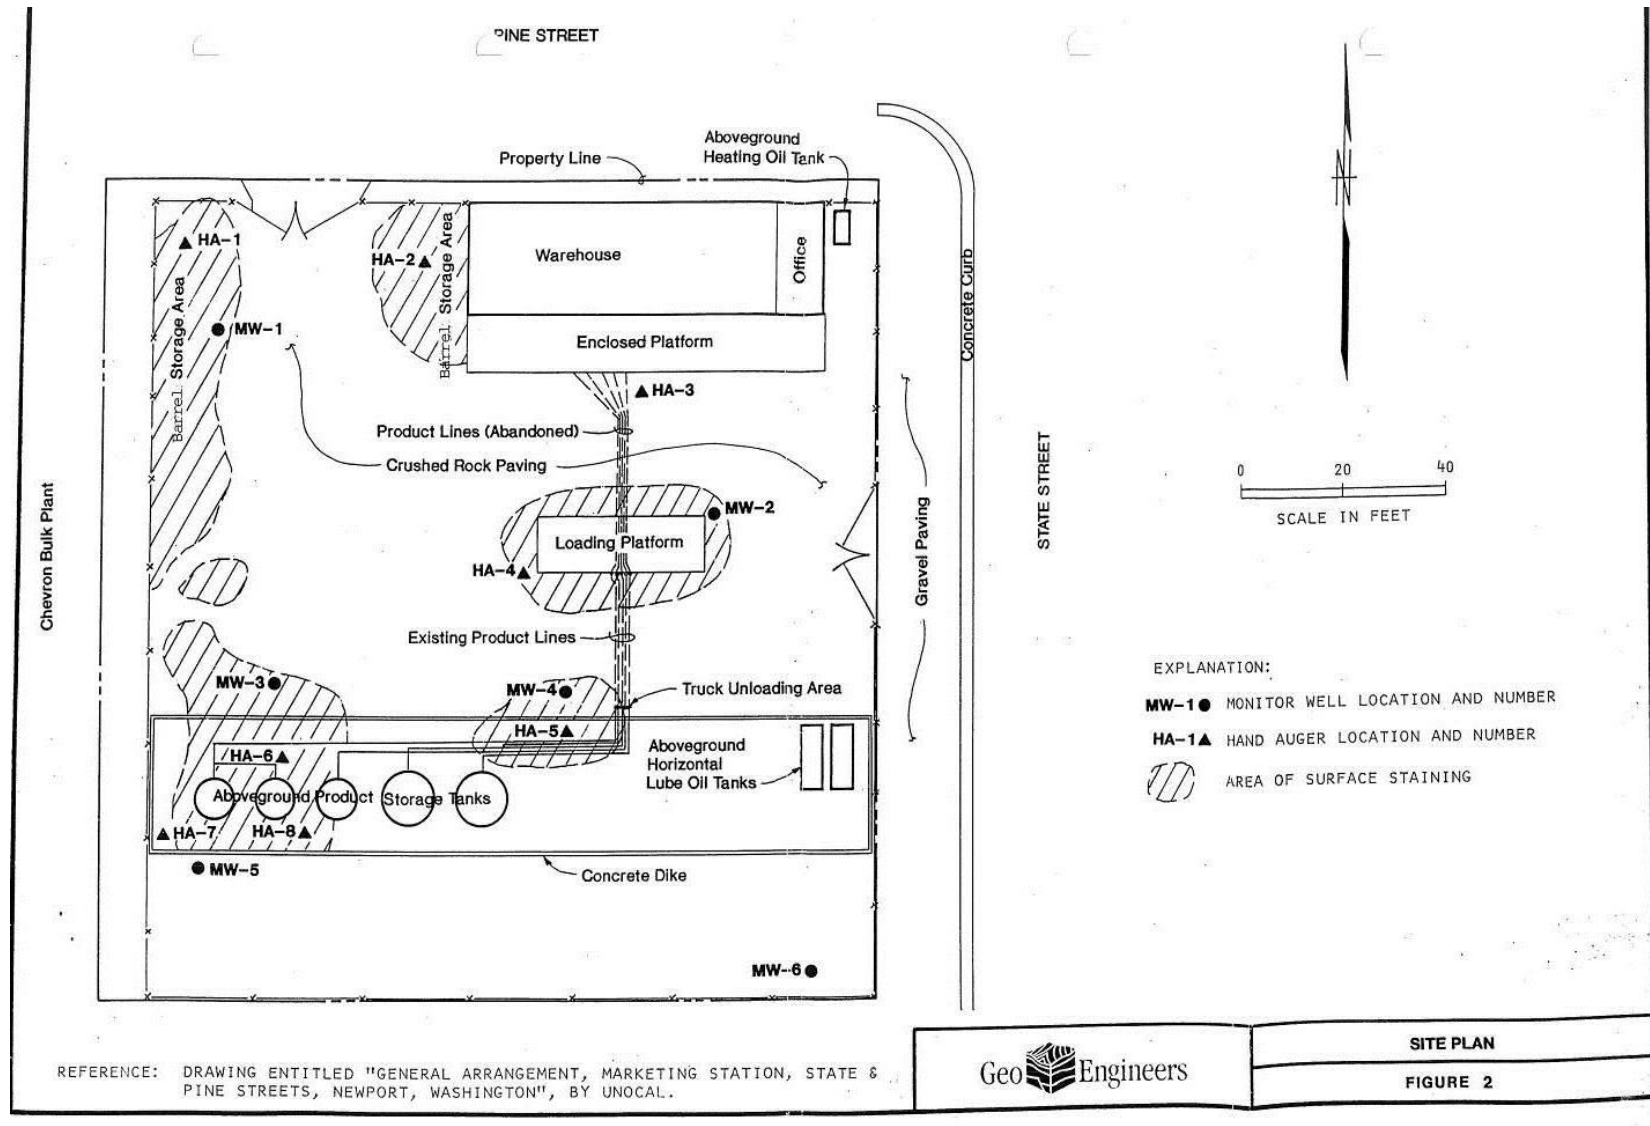 PINE STREET
Aboveground
Heating Oil Tank
Property Line
HA-1
HA-2
Barrel Storage Area
Barrel Storage Area
Warehouse
Office
MW-1
Enclosed Platform
Concrete Curb
HA-3
Product Lines (Abandoned)
Crushed Rock Paving
MW-2
Loading Platform
HA-4
Chevron Bulk Plant
Gravel Paving
STATE STREET
Existing Product Lines
MW-3
MW-4
Truck Unloading Area
HA-5
HA-6
Aboveground
Horizontal
Lube Oil Tanks
Aboveground Product Storage Tanks
HA-7
HA-8
MW-5
Concrete Dike
MW-6
N
0 20 40
SCALE IN FEET
EXPLANATION:
MW-1 MONITOR WELL LOCATION AND NUMBER
HA-1 HAND AUGER LOCATION AND NUMBER
AREA OF SURFACE STAINING
REFERENCE: DRAWING ENTITLED "GENERAL ARRANGEMENT, MARKETING STATION, STATE &
PINE STREETS, NEWPORT, WASHINGTON", BY UNOCAL.
Geo Engineers
SITE PLAN
FIGURE 2